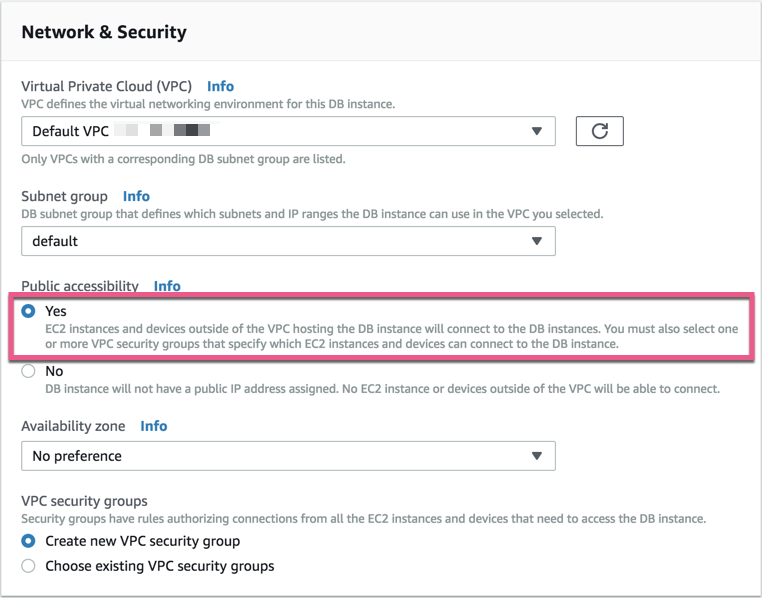 Network & Security
Virtual Private Cloud (VPC) Info
VPC defines the virtual networking environment for this DB instance.
Default VPC
Only VPCs with a corresponding DB subnet group are listed.
Subnet group Info
DB subnet group that defines which subnets and IP ranges the DB instance can use in the VPC you selected.
default
Public accessibility Info
Yes
EC2 instances and devices outside of the VPC hosting the DB instance will connect to the DB instances. You must also select one
or more VPC security groups that specify which EC2 instances and devices can connect to the DB instance.
No
DB instance will not have a public IP address assigned. No EC2 instance or devices outside of the VPC will be able to connect.
Availability zone Info
No preference
VPC security groups
Security groups have rules authorizing connections from all the EC2 instances and devices that need to access the DB instance.
Create new VPC security group
Choose existing VPC security groups